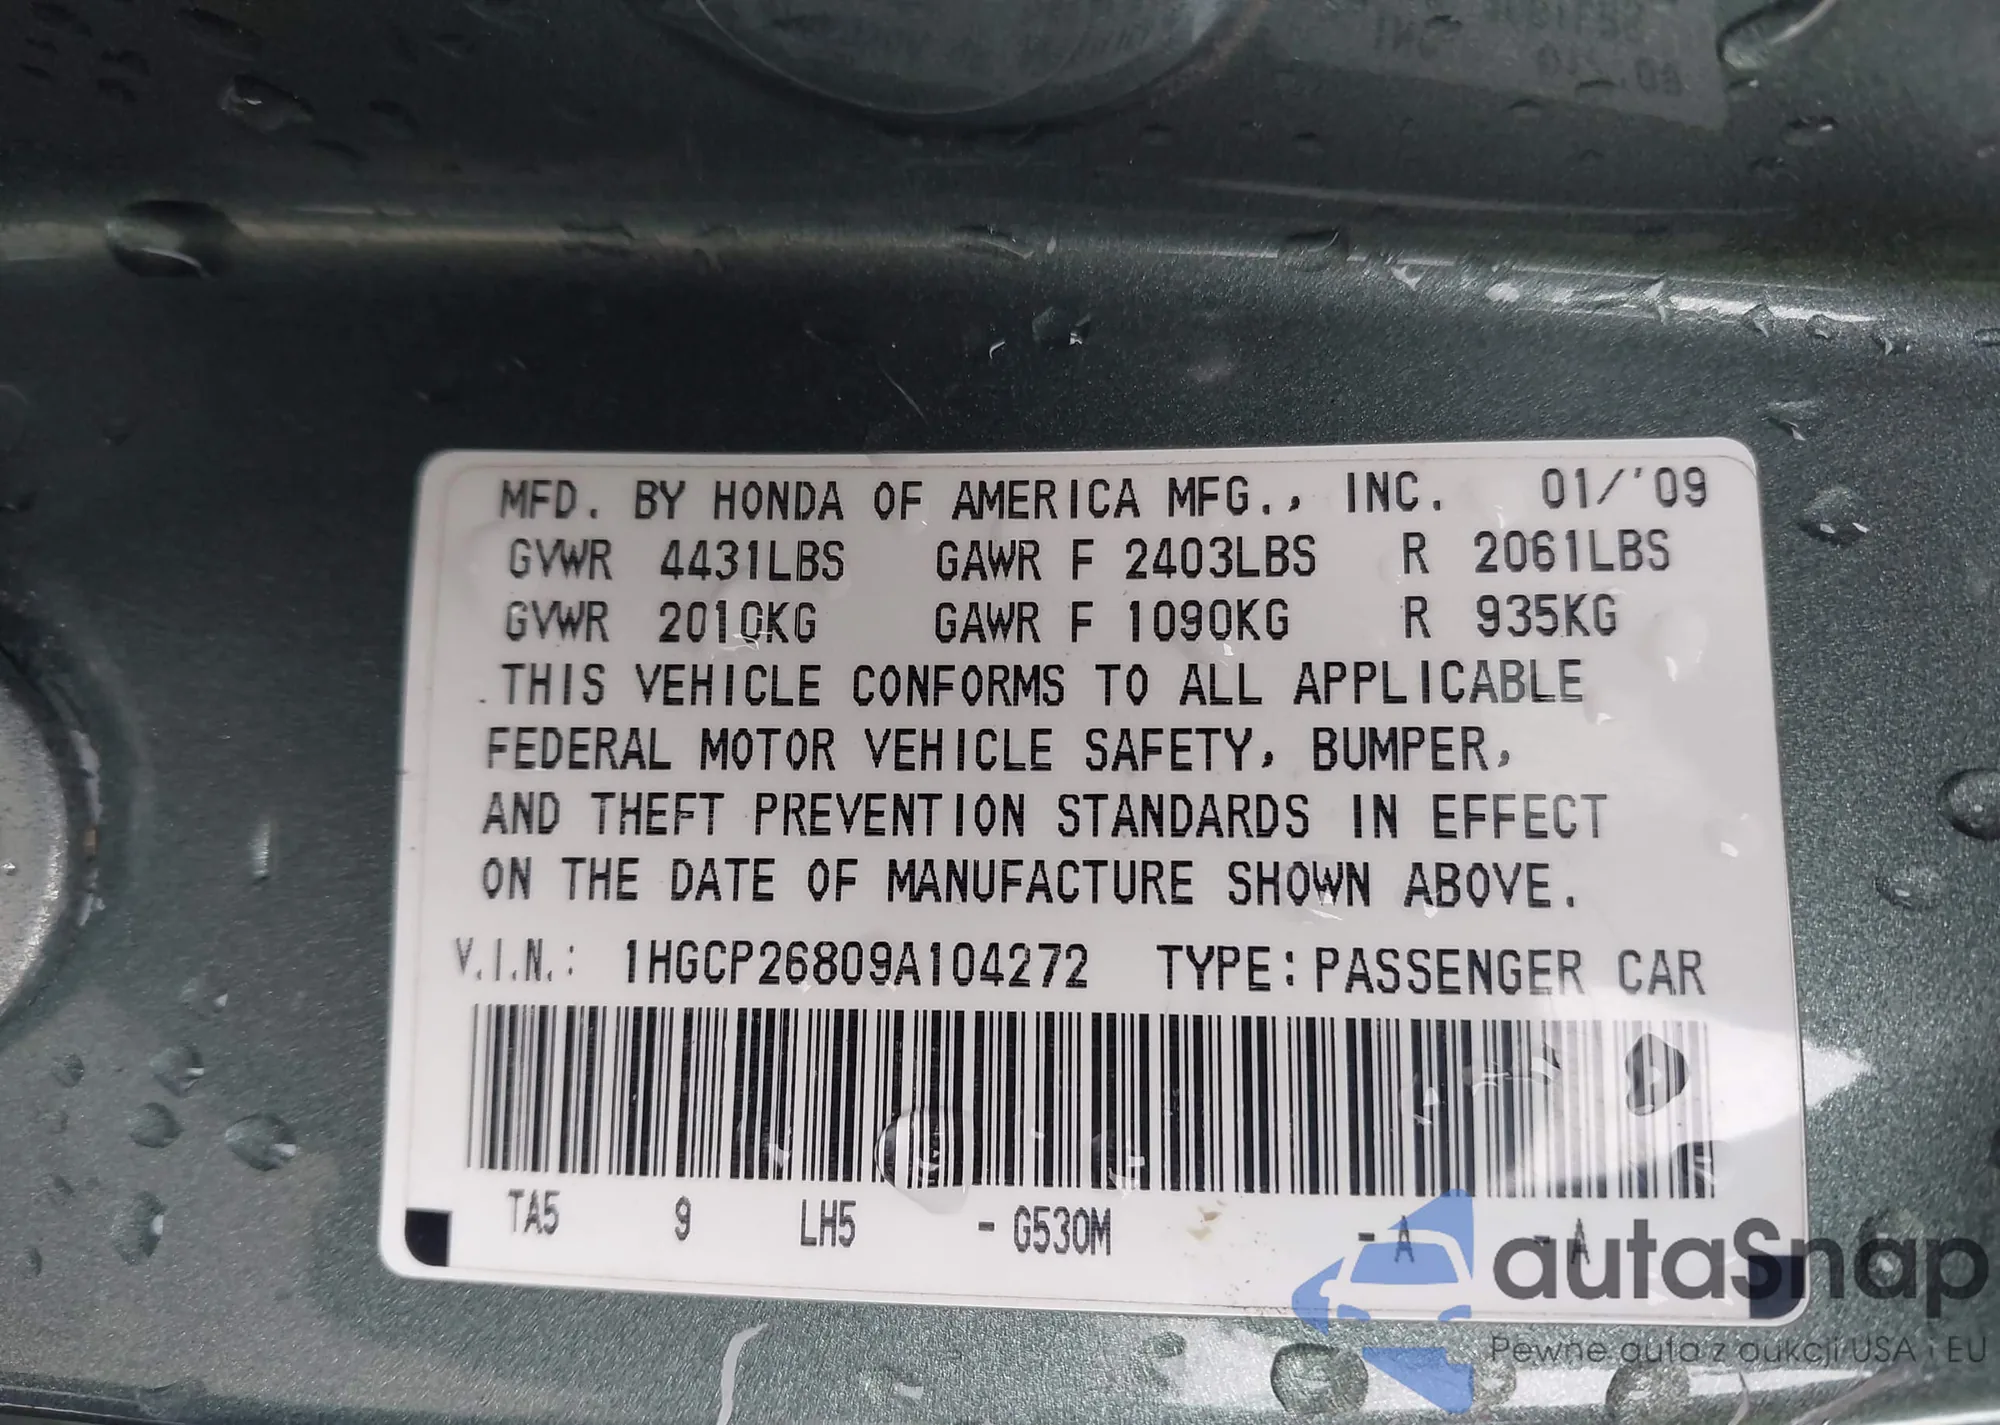 MFD. BY HONDA OF AMERICA MFG., INC. 01/'09
GVWR 4431LBS GAWR F 2403LBS R 2061LBS
GVWR 2010KG GAWR F 1090KG R 935KG
THIS VEHICLE CONFORMS TO ALL APPLICABLE
FEDERAL MOTOR VEHICLE SAFETY, BUMPER,
AND THEFT PREVENTION STANDARDS IN EFFECT
ON THE DATE OF MANUFACTURE SHOWN ABOVE.
V.I.N.: 1HGCP26809A104272 TYPE: PASSENGER CAR
TA5 9 LH5 - G530M - A - A
autaSnap
Pewne auta z aukcji USA i EU